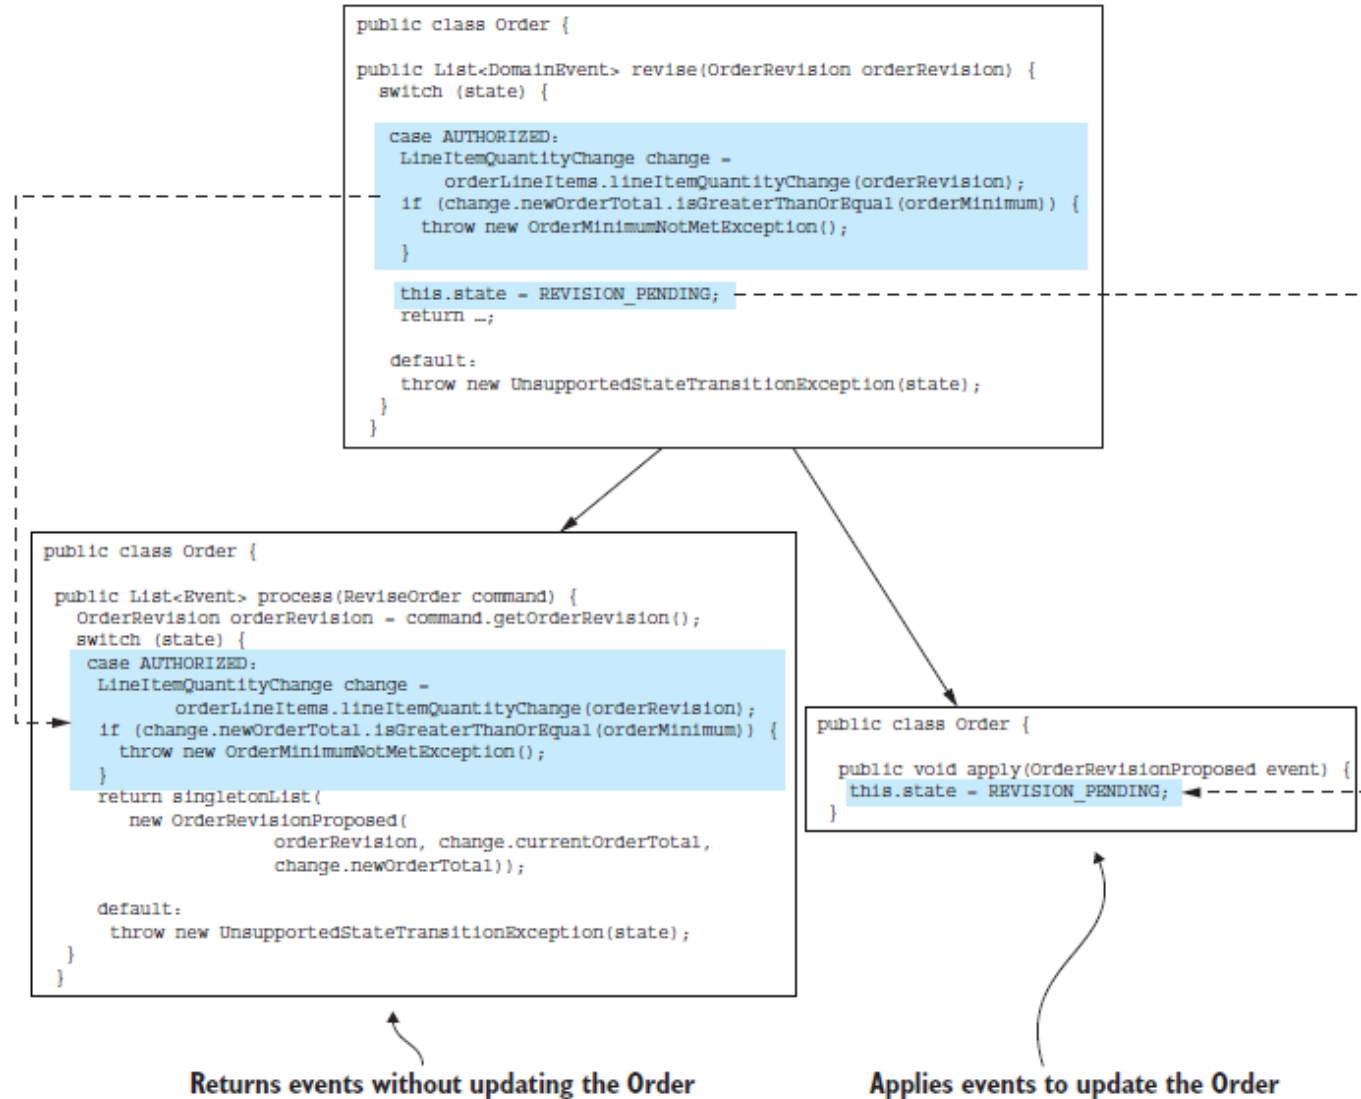 public class Order {
public List<DomainEvent> revise(OrderRevision orderRevision) {
switch (state) {
case AUTHORIZED:
LineItemQuantityChange change =
orderLineItems.lineItemQuantityChange(orderRevision);
if (change.newOrderTotal.isGreaterThanOrEqual(orderMinimum)) {
throw new OrderMinimumNotMetException();
}
this.state = REVISION_PENDING;
return …;
default:
throw new UnsupportedStateTransitionException(state);
}
}
public class Order {
public List<Event> process(ReviseOrder command) {
OrderRevision orderRevision = command.getOrderRevision();
switch (state) {
case AUTHORIZED:
LineItemQuantityChange change =
orderLineItems.lineItemQuantityChange(orderRevision);
if (change.newOrderTotal.isGreaterThanOrEqual(orderMinimum)) {
throw new OrderMinimumNotMetException();
}
return singletonList(
new OrderRevisionProposed(
orderRevision, change.currentOrderTotal,
change.newOrderTotal));
default:
throw new UnsupportedStateTransitionException(state);
}
}
public class Order {
public void apply(OrderRevisionProposed event) {
this.state = REVISION_PENDING;
}
Returns events without updating the Order
Applies events to update the Order